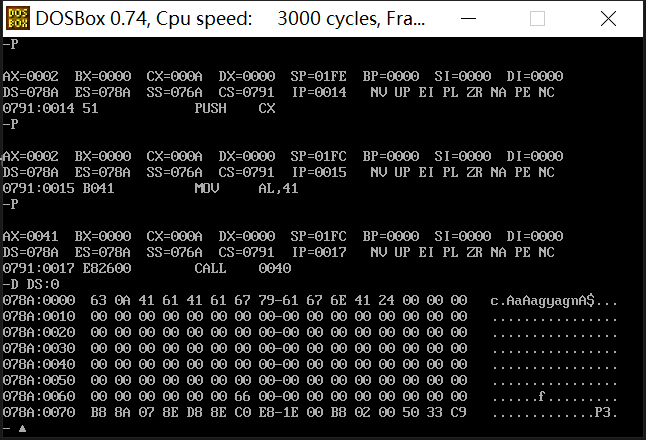 DOS BOX DOSBox 0.74, Cpu speed: 3000 cycles, Fra...
-P
AX=0002 BX=0000 CX=000A DX=0000 SP=01FE BP=0000 SI=0000 DI=0000
DS=078A ES=078A SS=076A CS=0791 IP=0014 NV UP EI PL ZR NA PE NC
0791:0014 51 PUSH CX
-P
AX=0002 BX=0000 CX=000A DX=0000 SP=01FC BP=0000 SI=0000 DI=0000
DS=078A ES=078A SS=076A CS=0791 IP=0015 NV UP EI PL ZR NA PE NC
0791:0015 B041 MOV AL,41
-P
AX=0041 BX=0000 CX=000A DX=0000 SP=01FC BP=0000 SI=0000 DI=0000
DS=078A ES=078A SS=076A CS=0791 IP=0017 NV UP EI PL ZR NA PE NC
0791:0017 E82600 CALL 0040
-D DS:0
078A:0000 63 0A 41 61 41 61 67 79-61 67 6E 41 24 00 00 00 c.AaAagyagnA$...
078A:0010 00 00 00 00 00 00 00 00-00 00 00 00 00 00 00 00 ................
078A:0020 00 00 00 00 00 00 00 00-00 00 00 00 00 00 00 00 ................
078A:0030 00 00 00 00 00 00 00 00-00 00 00 00 00 00 00 00 ................
078A:0040 00 00 00 00 00 00 00 00-00 00 00 00 00 00 00 00 ................
078A:0050 00 00 00 00 00 00 00 00-00 00 00 00 00 00 00 00 ................
078A:0060 00 00 00 00 00 00 66 00-00 00 00 00 00 00 00 00 ......f.........
078A:0070 B8 8A 07 8E D8 8E C0 E8-1E 00 B8 02 00 50 33 C9 .............P3.
-